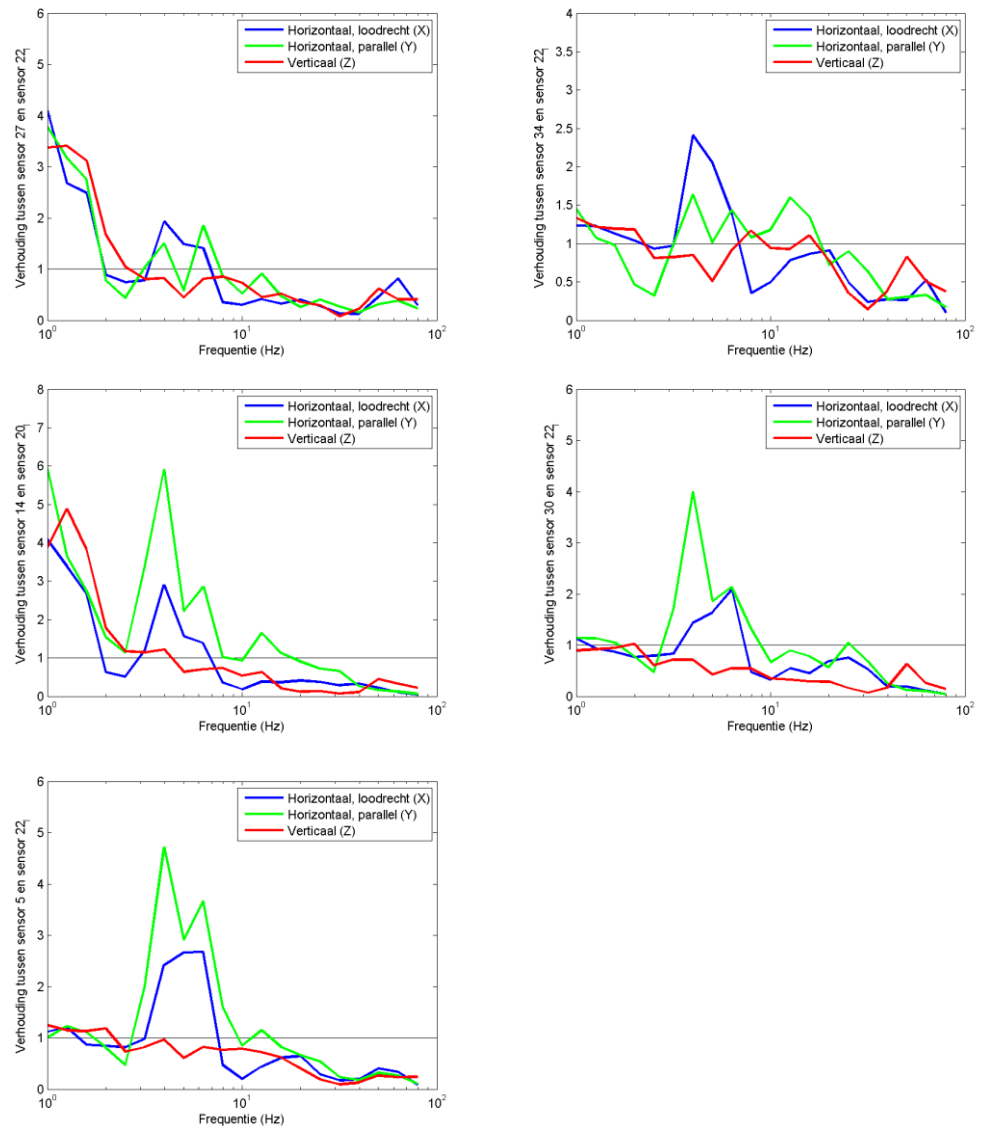 Verhouding tussen sensor 27 en sensor 22
6
5
4
3
2
1
0
Horizontaal, loodrecht (X)
Horizontaal, parallel (Y)
Verticaal (Z)
10^0
10^1
10^2
Frequentie (Hz)
Verhouding tussen sensor 34 en sensor 22
4
3.5
3
2.5
2
1.5
1
0.5
0
Horizontaal, loodrecht (X)
Horizontaal, parallel (Y)
Verticaal (Z)
10^0
10^1
10^2
Frequentie (Hz)
Verhouding tussen sensor 14 en sensor 20
8
7
6
5
4
3
2
1
0
Horizontaal, loodrecht (X)
Horizontaal, parallel (Y)
Verticaal (Z)
10^0
10^1
10^2
Frequentie (Hz)
Verhouding tussen sensor 30 en sensor 22
6
5
4
3
2
1
0
Horizontaal, loodrecht (X)
Horizontaal, parallel (Y)
Verticaal (Z)
10^0
10^1
10^2
Frequentie (Hz)
Verhouding tussen sensor 5 en sensor 22
6
5
4
3
2
1
0
Horizontaal, loodrecht (X)
Horizontaal, parallel (Y)
Verticaal (Z)
10^0
10^1
10^2
Frequentie (Hz)